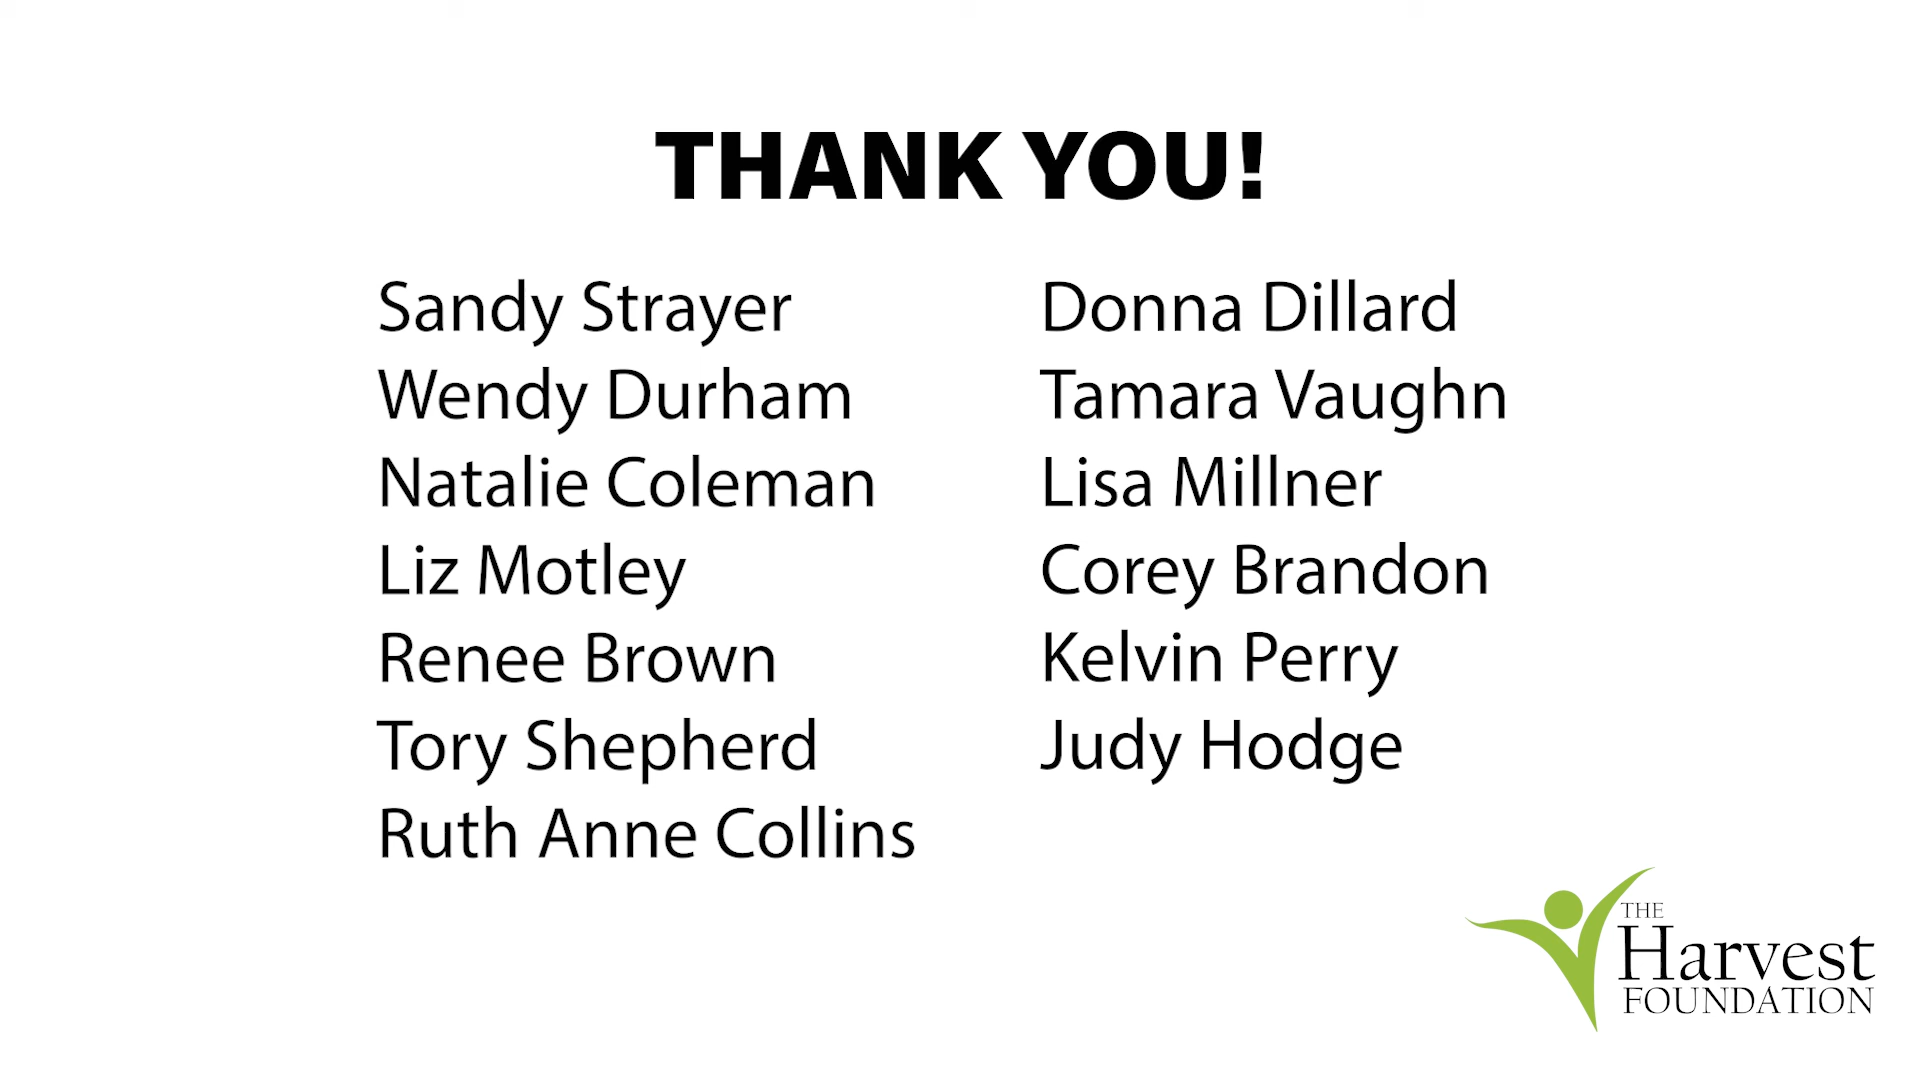 THANK YOU!
Sandy Strayer
Wendy Durham
Natalie Coleman
Liz Motley
Renee Brown
Tory Shepherd
Ruth Anne Collins
Donna Dillard
Tamara Vaughn
Lisa Millner
Corey Brandon
Kelvin Perry
Judy Hodge
THE
Harvest
FOUNDATION